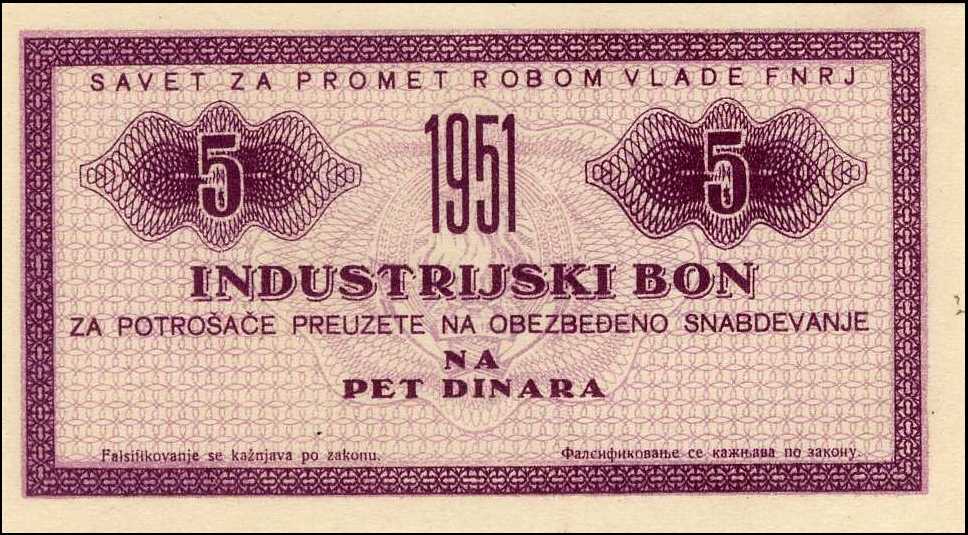 SAVET ZA PROMET ROBOM VLADE FNRJ
5 1951 5
INDUSTRIJSKI BON
ZA POTROŠAČE PREUZETE NA OBEZBEĐENO SNABDEVANJE
NA
PET DINARA
Falsifikovanje se kažnjava po zakonu. Фалсификовање се кажњава по закону.